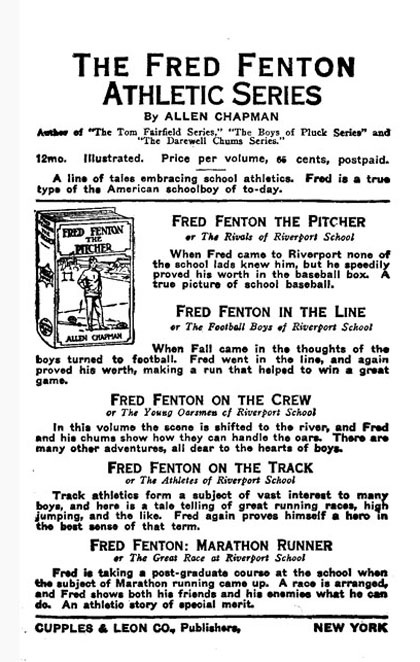 THE FRED FENTON
ATHLETIC SERIES
By ALLEN CHAPMAN
Author of "The Tom Fairfield Series," "The Boys of Pluck Series" and
"The Darewell Chums Series."
12mo. Illustrated. Price per volume, cents, postpaid.
A line of tales embracing school athletics. Fred is a true
type of the American schoolboy of to-day.
FRED FENTON
THE
PITCHER
ALLEN CHAPMAN
FRED FENTON THE PITCHER
or The Rivals of Riverport School
When Fred came to Riverport none of
the school lads knew him, but he speedily
proved his worth in the baseball box. A
true picture of school baseball.
FRED FENTON IN THE LINE
or The Football Boys of Riverport School
When Fall came in the thoughts of the
boys turned to football. Fred went in the line, and again
proved his worth, making a run that helped to win a great
game.
FRED FENTON ON THE CREW
or The Young Oarsmen of Riverport School
In this volume the scene is shifted to the river, and Fred
and his chums show how they can handle the oars. There are
many other adventures, all dear to the hearts of boys.
FRED FENTON ON THE TRACK
or The Athletes of Riverport School
Track athletics form a subject of vast interest to many
boys, and here is a tale telling of great running races, high
jumping, and the like. Fred again proves himself a hero in
the best sense of that term.
FRED FENTON: MARATHON RUNNER
or The Great Race at Riverport School
Fred is taking a post-graduate course at the school when
the subject of Marathon running came up. A race is arranged,
and Fred shows both his friends and his enemies what he can
do. An athletic story of special merit.
CUPPLES & LEON CO., Publishers, NEW YORK